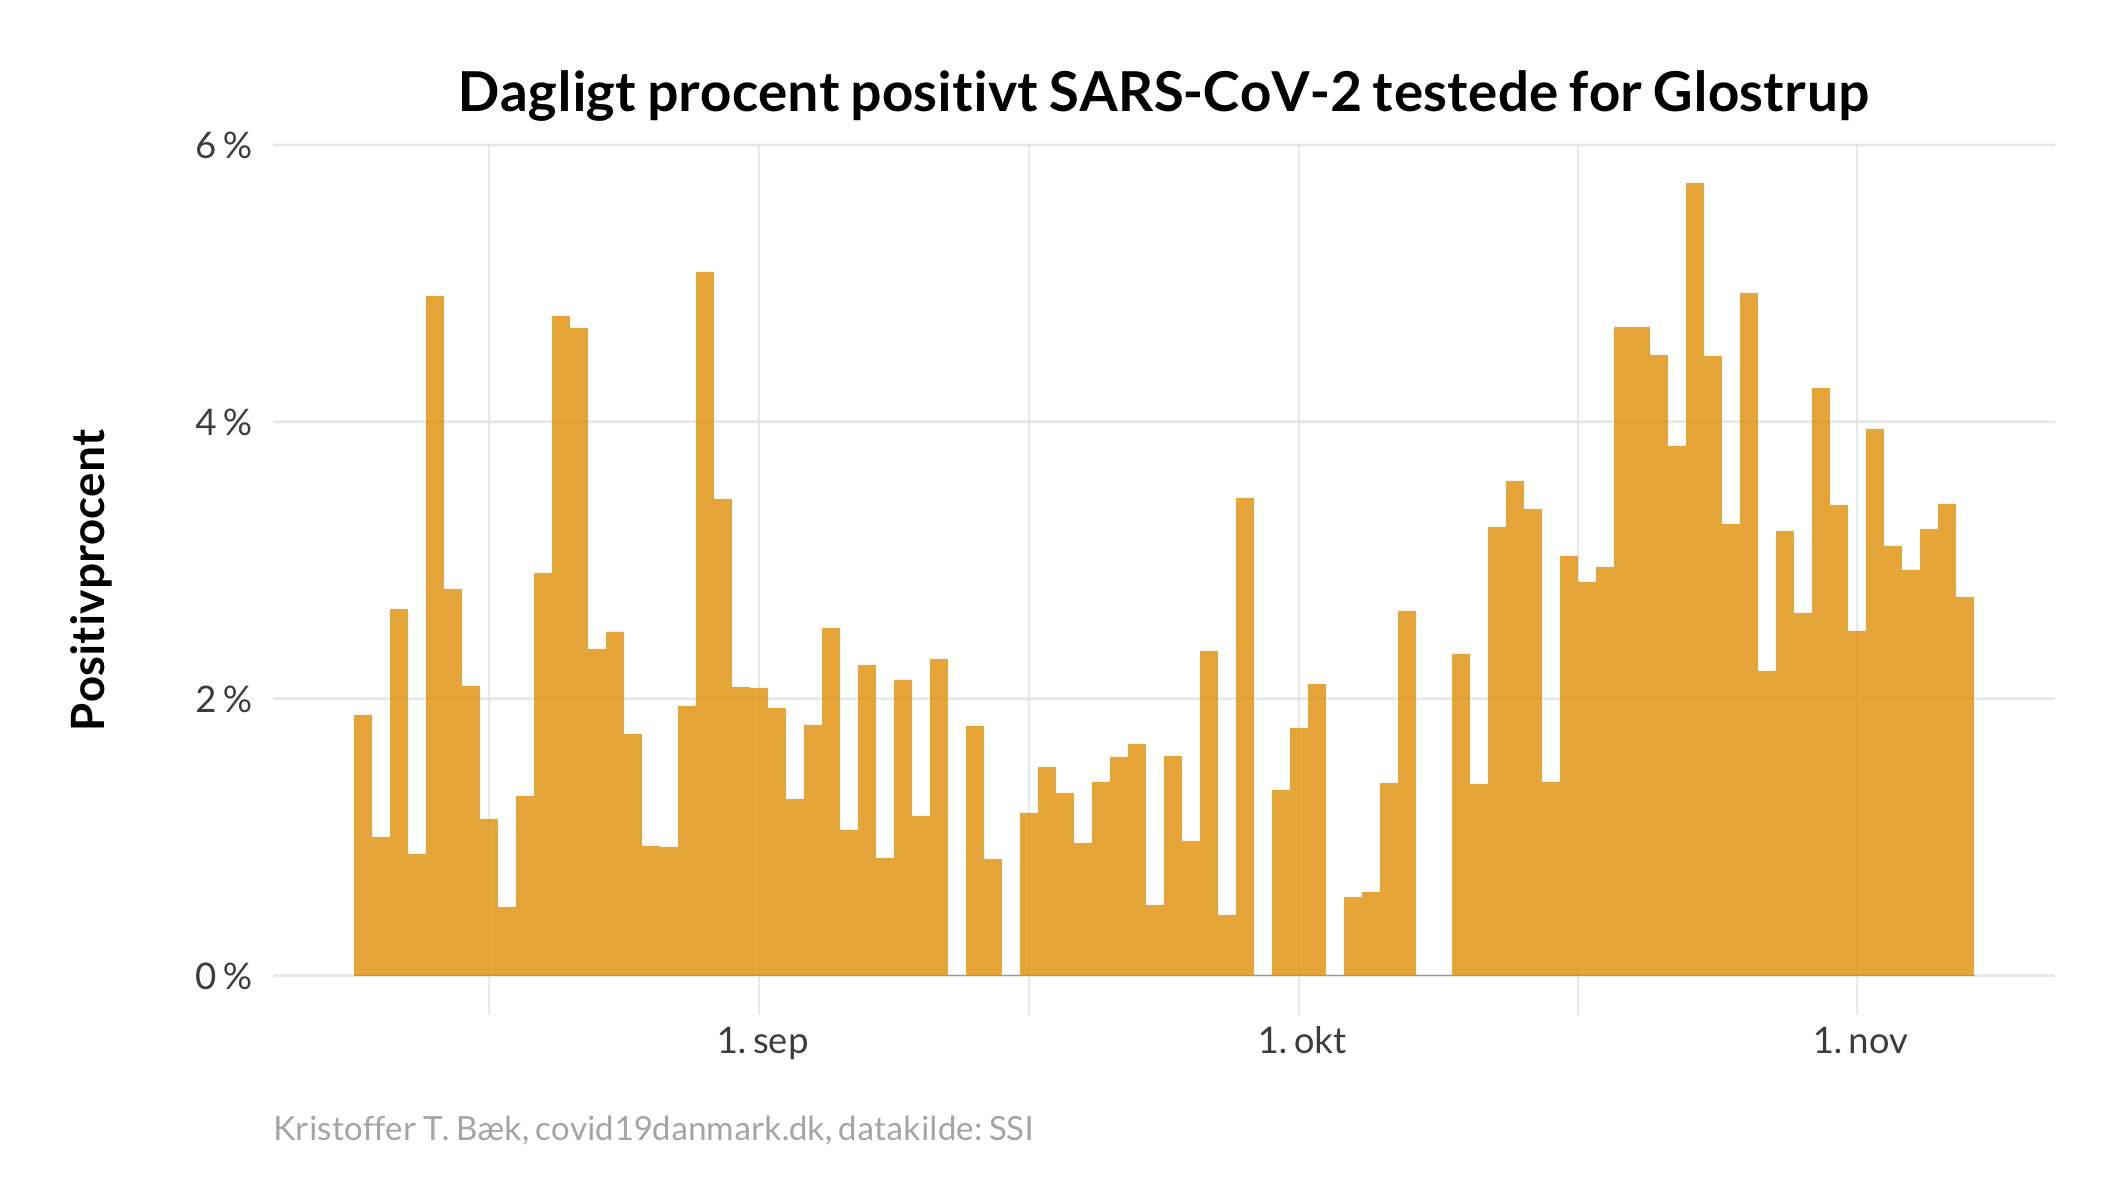 Dagligt procent positivt SARS-CoV-2 testede for Glostrup
Positivprocent
6 %
4 %
2 %
0 %
1. sep
1. okt
1. nov
Kristoffer T. Bæk, covid19danmark.dk, datakilde: SSI